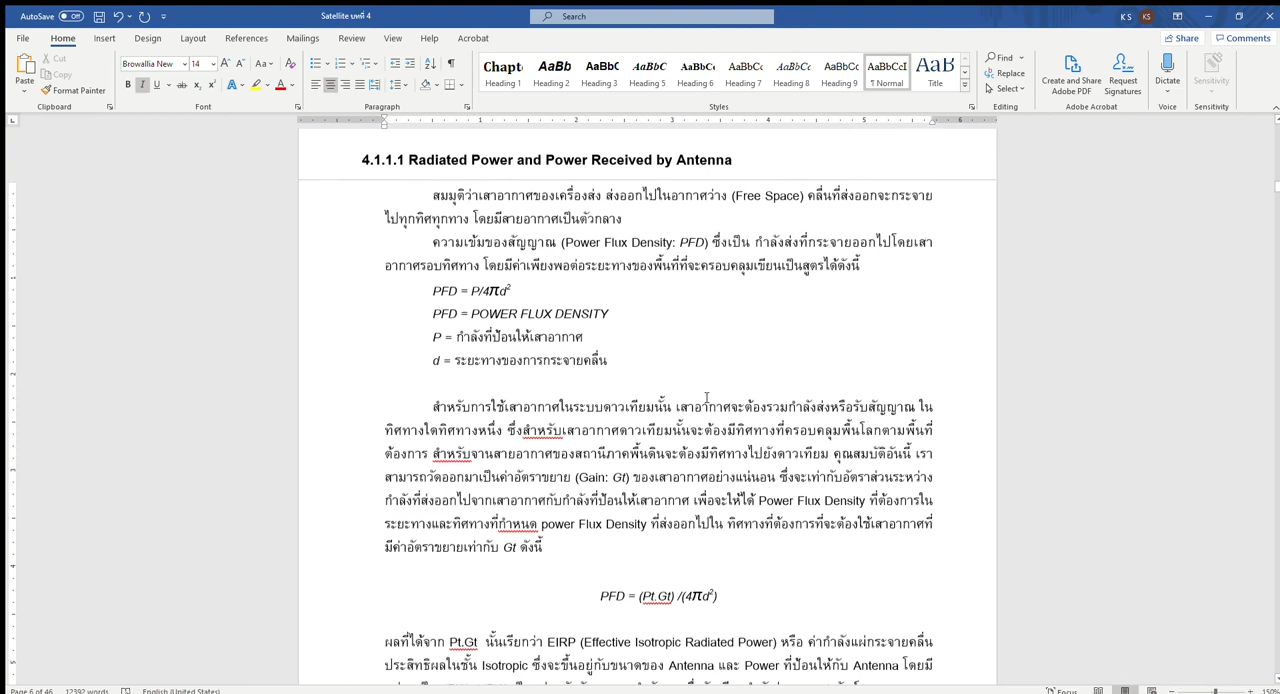 AutoSave Off Satellite บทที่ 4 Search K S KS
File Home Insert Design Layout References Mailings Review View Help Acrobat Share Comments
Paste Cut Copy Format Painter Clipboard
Browallia New 14 Font
Paragraph
Heading 1 Heading 2 Heading 3 Heading 4 Heading 5 Heading 6 Heading 7 Heading 8 Heading 9 ¶ Normal Title Styles
Find Replace Select Editing
Create and Share Adobe PDF Request Signatures Adobe Acrobat
Dictate Voice Sensitivity Sensitivity
4.1.1.1 Radiated Power and Power Received by Antenna
สมมุติว่าเสาอากาศของเครื่องส่ง ส่งออกไปในอากาศว่าง (Free Space) คลื่นที่ส่งออกจะกระจาย
ไปทุกทิศทุกทาง โดยมีสายอากาศเป็นตัวกลาง
ความเข้มของสัญญาณ (Power Flux Density: PFD) ซึ่งเป็น กำลังส่งที่กระจายออกไปโดยเสา
อากาศรอบทิศทาง โดยมีค่าเพียงพอต่อระยะทางของพื้นที่ที่จะครอบคลุมเขียนเป็นสูตรได้ดังนี้
PFD = P/4πd²
PFD = POWER FLUX DENSITY
P = กำลังที่ป้อนให้เสาอากาศ
d = ระยะทางของการกระจายคลื่น
สำหรับการใช้เสาอากาศในระบบดาวเทียมนั้น เสาอากาศจะต้องรวมกำลังส่งหรือรับสัญญาณ ใน
ทิศทางใดทิศทางหนึ่ง ซึ่งสำหรับเสาอากาศดาวเทียมนั้นจะต้องมีทิศทางที่ครอบคลุมพื้นโลกตามพื้นที่
ต้องการ สำหรับจานสายอากาศของสถานีภาคพื้นดินจะต้องมีทิศทางไปยังดาวเทียม คุณสมบัติอันนี้ เรา
สามารถวัดออกมาเป็นค่าอัตราขยาย (Gain: Gt) ของเสาอากาศอย่างแน่นอน ซึ่งจะเท่ากับอัตราส่วนระหว่าง
กำลังที่ส่งออกไปจากเสาอากาศกับกำลังที่ป้อนให้เสาอากาศ เพื่อจะให้ได้ Power Flux Density ที่ต้องการใน
ระยะทางและทิศทางที่กำหนด power Flux Density ที่ส่งออกไปใน ทิศทางที่ต้องการที่จะต้องใช้เสาอากาศที่
มีค่าอัตราขยายเท่ากับ Gt ดังนี้
PFD = (Pt.Gt) /(4πd²)
ผลที่ได้จาก Pt.Gt นั้นเรียกว่า EIRP (Effective Isotropic Radiated Power) หรือ ค่ากำลังแผ่กระจายคลื่น
ประสิทธิผลในชั้น Isotropic ซึ่งจะขึ้นอยู่กับขนาดของ Antenna และ Power ที่ป้อนให้กับ Antenna โดยมี
Page 6 of 46 12392 words English (United States) Focus